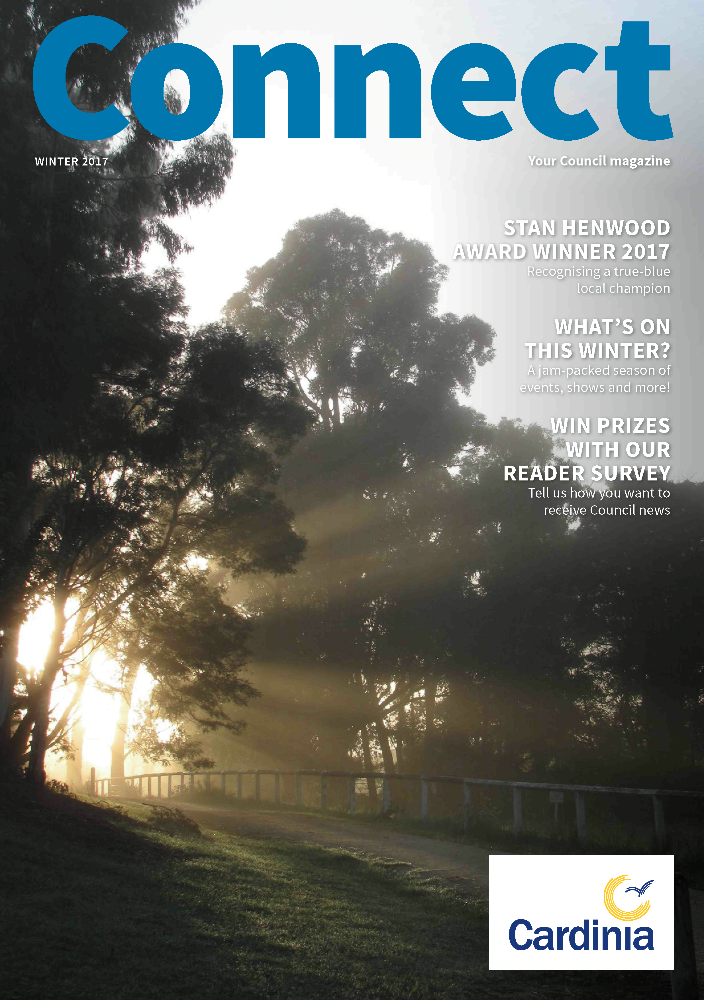 Connect
WINTER 2017
Your Council magazine
STAN HENWOOD
AWARD WINNER 2017
Recognising a true-blue
local champion
WHAT’S ON
THIS WINTER?
A jam-packed season of
events, shows and more!
WIN PRIZES
WITH OUR
READER SURVEY
Tell us how you want to
receive Council news
Cardinia